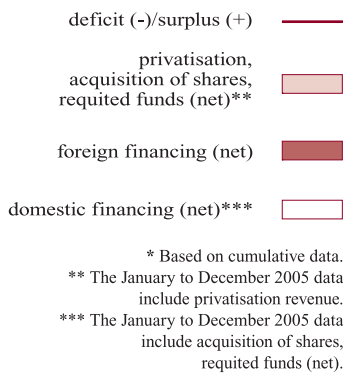 deficit (-)/surplus (+)
privatisation,
acquisition of shares,
requited funds (net)**
foreign financing (net)
domestic financing (net)***
* Based on cumulative data.
** The January to December 2005 data
include privatisation revenue.
*** The January to December 2005 data
include acquisition of shares,
requited funds (net).